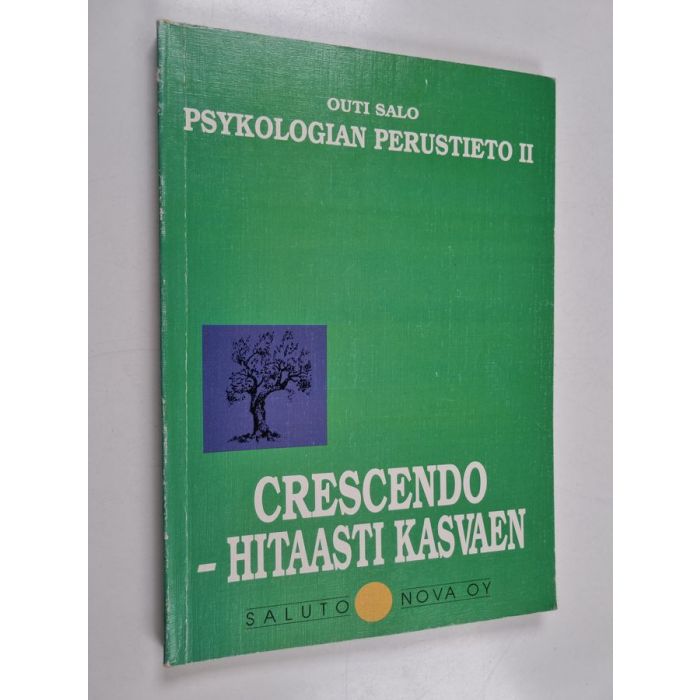 OUTI SALO
PSYKOLOGIAN PERUSTIETO II
CRESCENDO
– HITAASTI KASVAEN
SALUTO NOVA OY